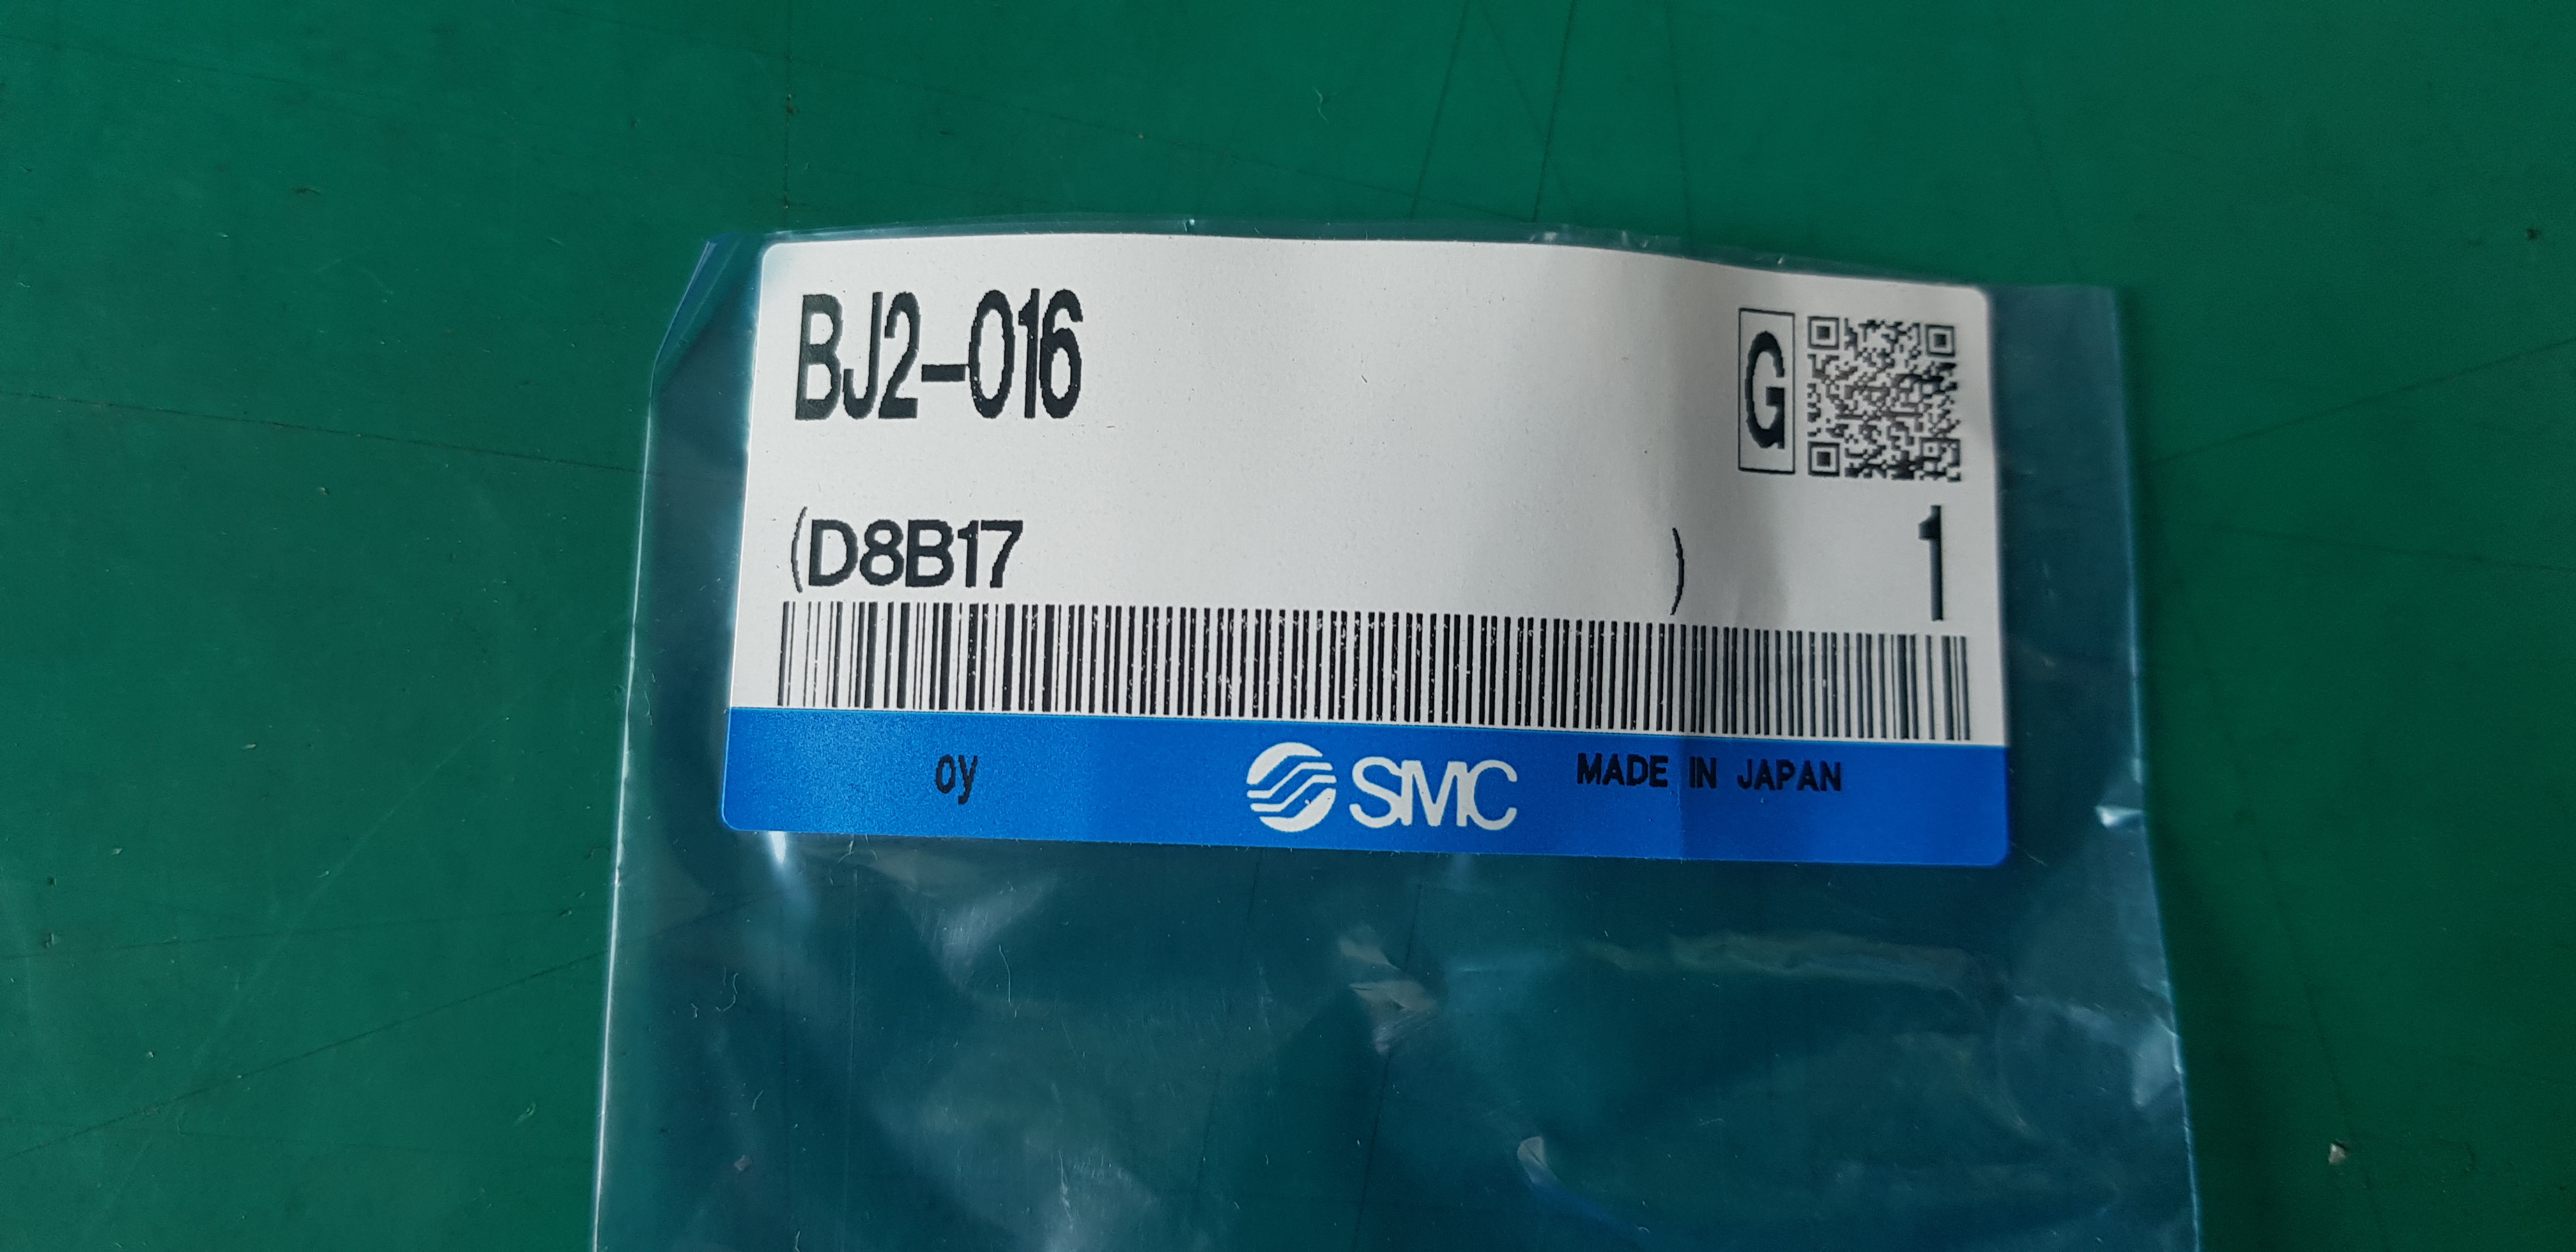 BJ2-016
G
(D8B17 )
1
oy
SMC
MADE IN JAPAN